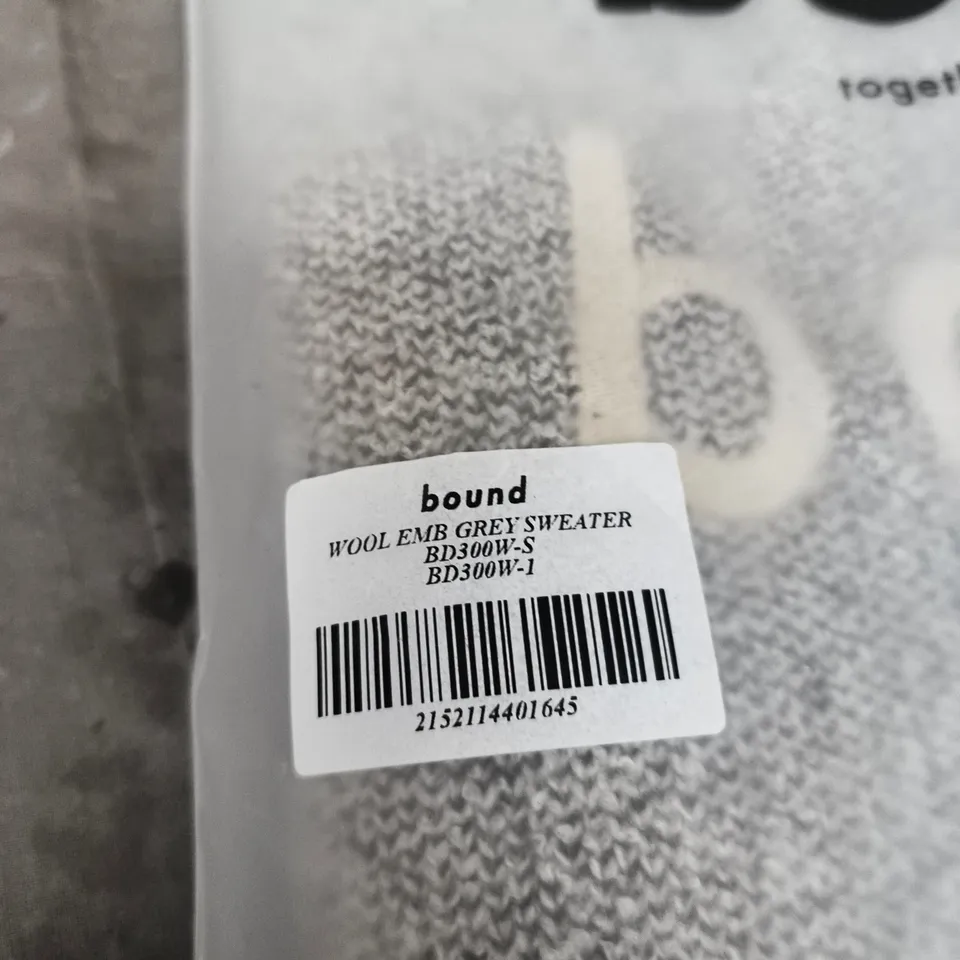 bound
WOOL EMB GREY SWEATER
BD300W-S
BD300W-1
2152114401645